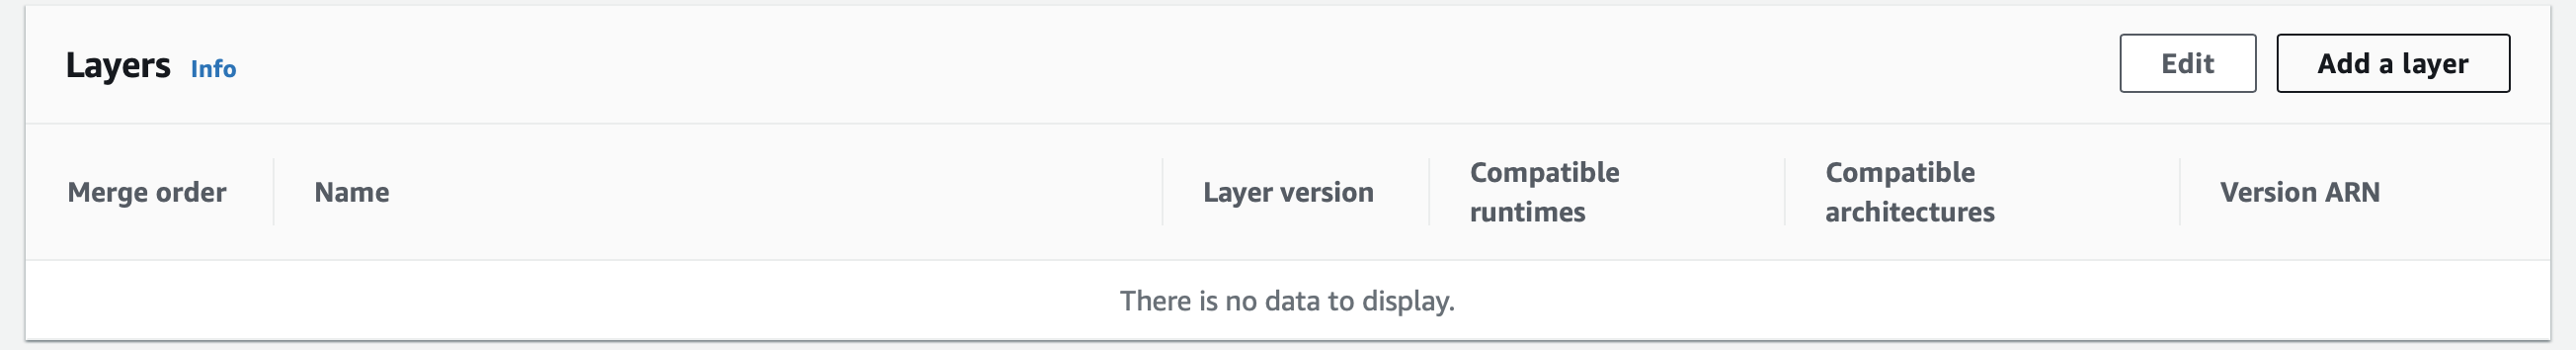 Layers Info
Edit
Add a layer
Merge order
Name
Layer version
Compatible
runtimes
Compatible
architectures
Version ARN
There is no data to display.